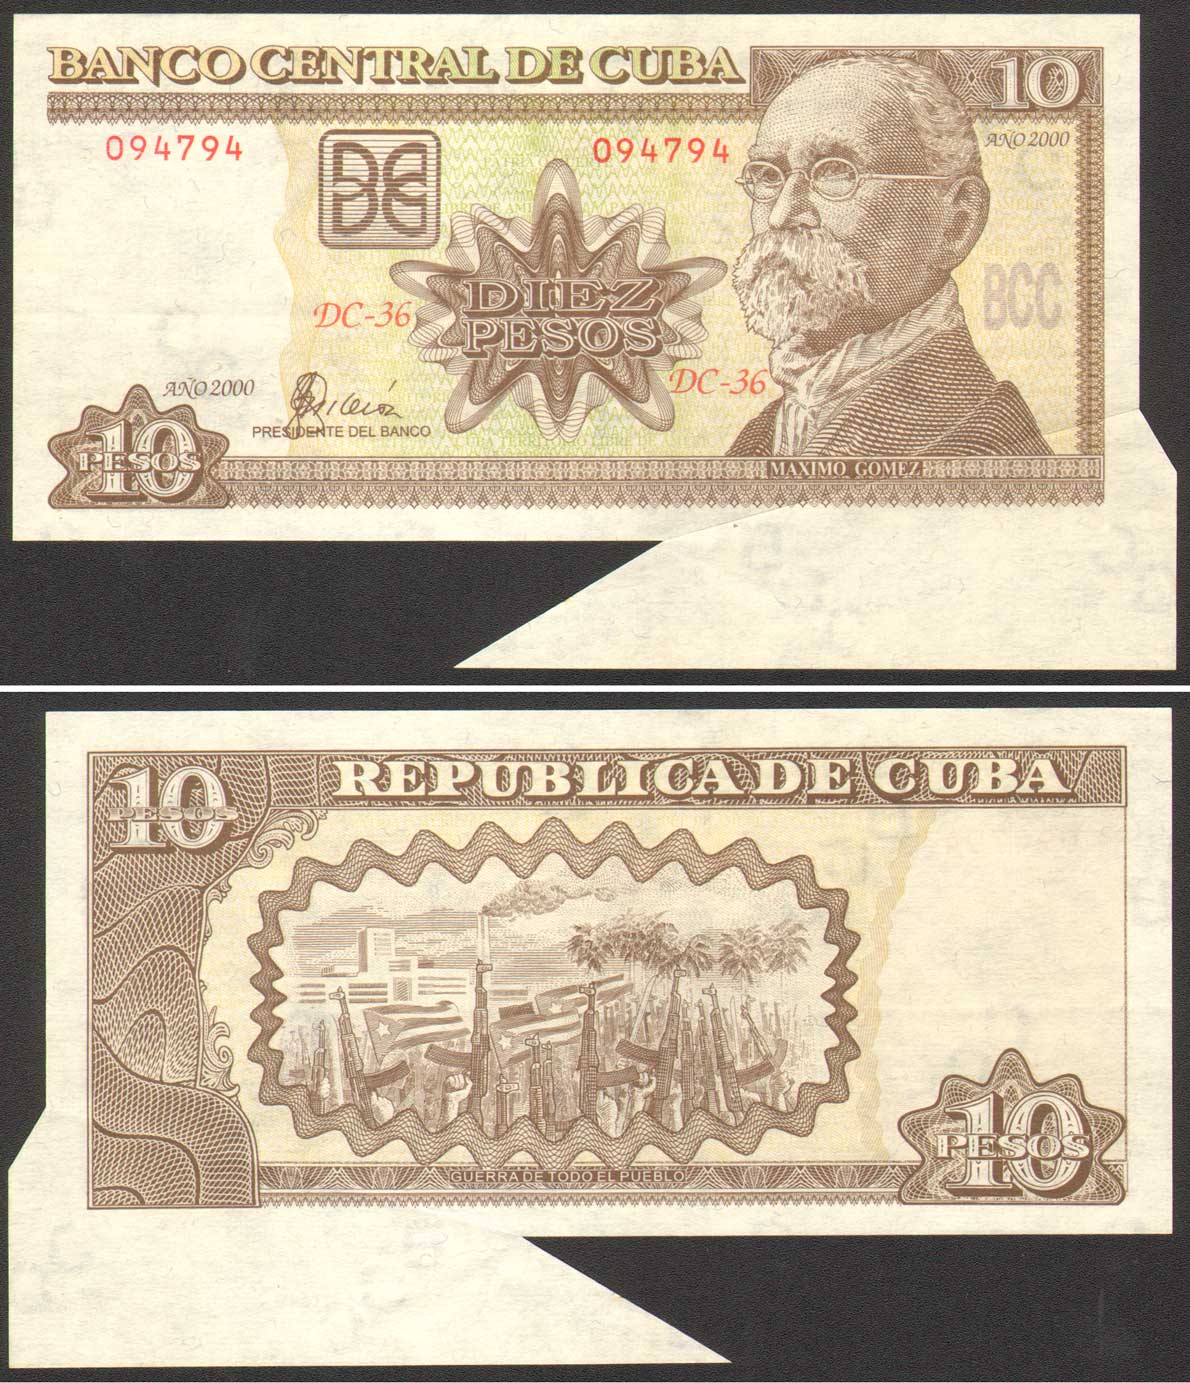 BANCO CENTRAL DE CUBA
10
094794
094794
AÑO 2000
BCC
DIEZ
PESOS
DC-36
DC-36
AÑO 2000
PRESIDENTE DEL BANCO
10
PESOS
MAXIMO GOMEZ
10
PESOS
REPUBLICA DE CUBA
GUERRA DE TODO EL PUEBLO
10
PESOS